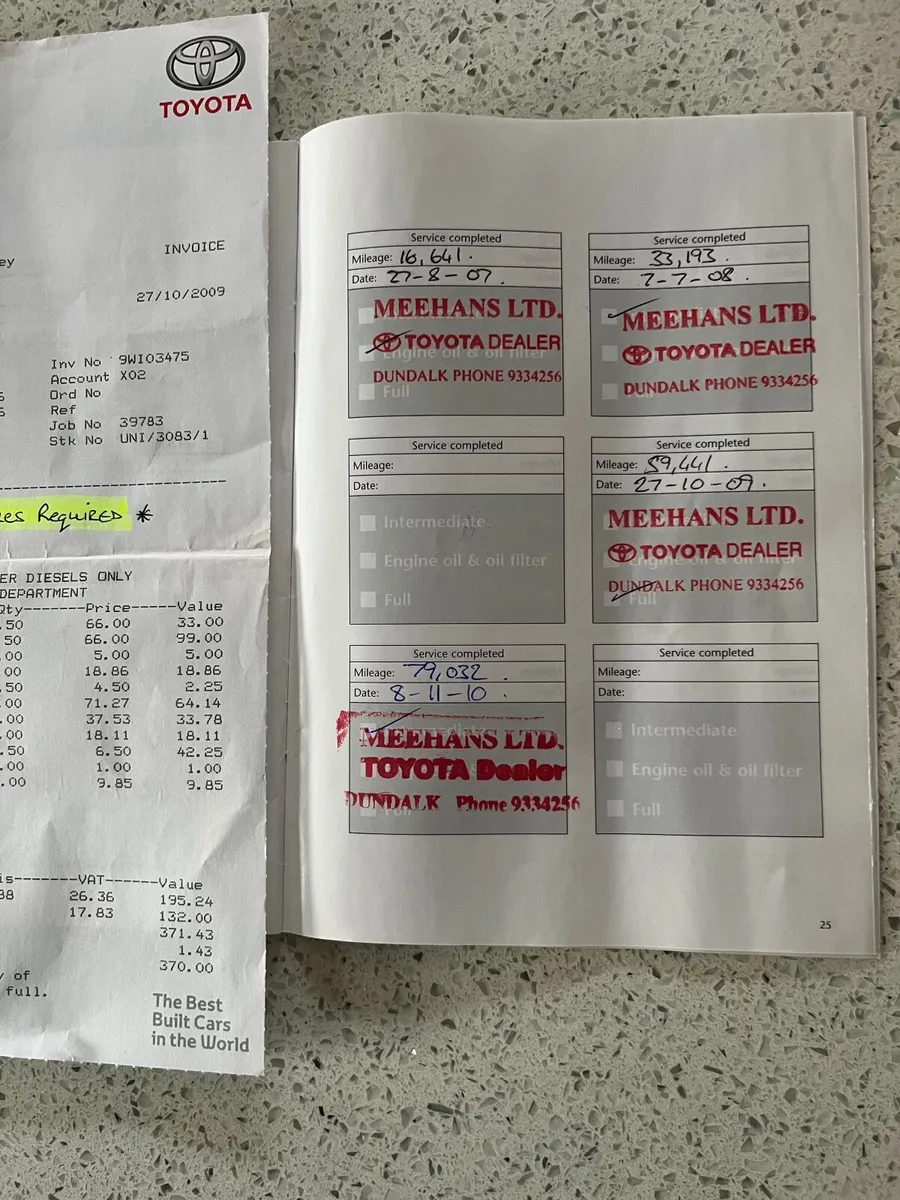 TOYOTA
INVOICE
27/10/2009
Inv No 9WI03475
Account X02
Ord No
Ref
Job No 39783
Stk No UNI/3083/1
REQUIRED *
DIESELS ONLY
DEPARTMENT
Qty-------Price-----Value
.50 66.00 33.00
50 66.00 99.00
.00 5.00 5.00
.00 18.86 18.86
.50 4.50 2.25
.00 71.27 64.14
.00 37.53 33.78
.00 18.11 18.11
.50 6.50 42.25
.00 1.00 1.00
.00 9.85 9.85
-------VAT------Value
26.36 195.24
17.83 132.00
371.43
1.43
370.00
of
full.
The Best
Built Cars
in the World
Service completed
Mileage: 16,641.
Date: 27-8-07.
MEEHANS LTD.
TOYOTA DEALER
Engine oil & oil filter
DUNDALK PHONE 9334256
Full
Service completed
Mileage: 33,193.
Date: 7-7-08.
MEEHANS LTD.
TOYOTA DEALER
DUNDALK PHONE 9334256
Service completed
Mileage:
Date:
Intermediate
Engine oil & oil filter
Full
Service completed
Mileage: 59,441.
Date: 27-10-09.
MEEHANS LTD.
TOYOTA DEALER
Engine oil & oil filter
DUNDALK PHONE 9334256
Full
Service completed
Mileage: 79,032.
Date: 8-11-10.
MEEHANS LTD.
TOYOTA Dealer
DUNDALK Phone 9334256
Full
Service completed
Mileage:
Date:
Intermediate
Engine oil & oil filter
Full
25